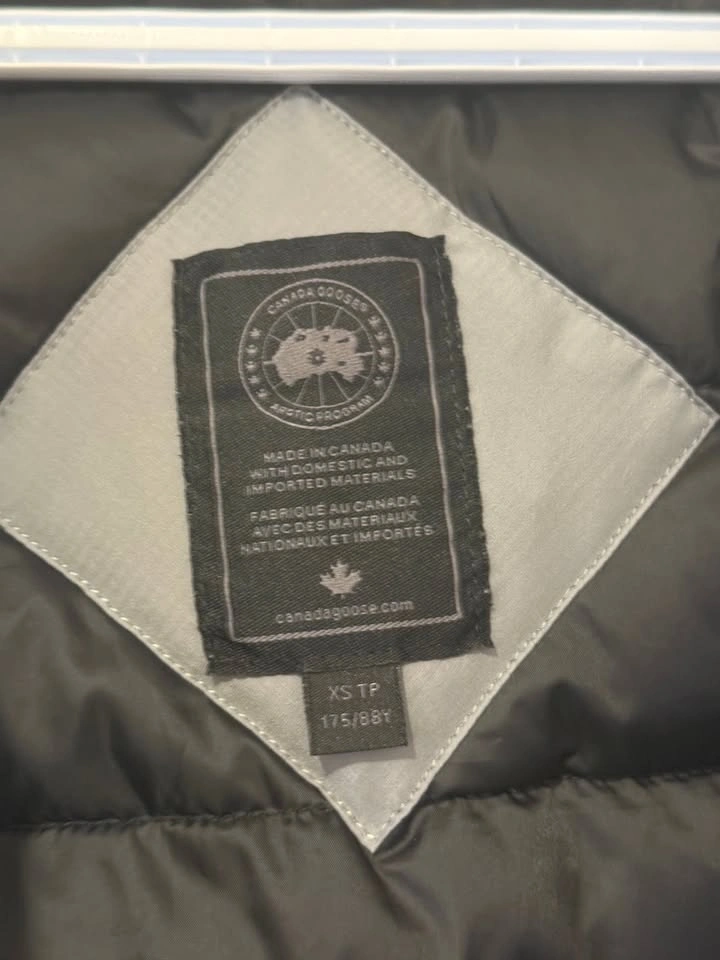 CANADA GOOSE®
ARCTIC PROGRAM
MADE IN CANADA
WITH DOMESTIC AND
IMPORTED MATERIALS
FABRIQUÉ AU CANADA
AVEC DES MATERIAUX
NATIONAUX ET IMPORTÉS
canadagoose.com
XS TP
175/88Y